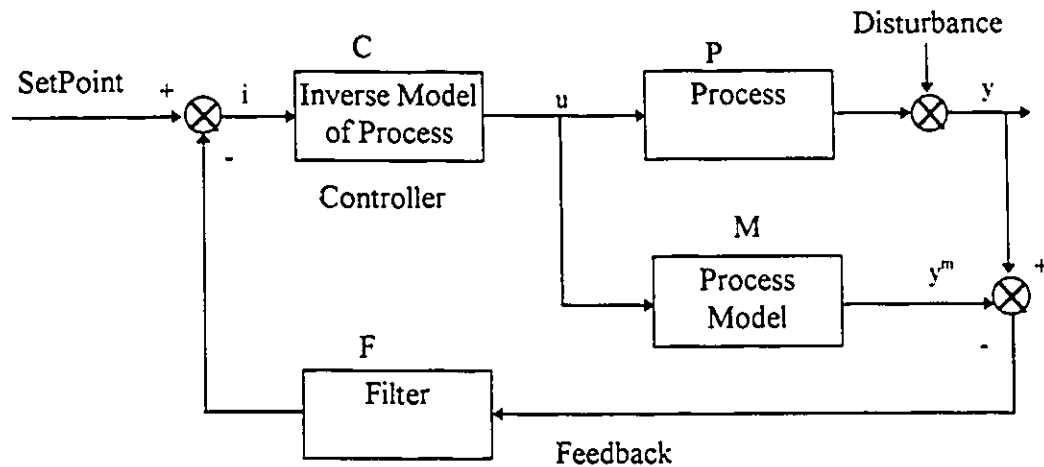 Disturbance
C
P
SetPoint
+
i
Inverse Model
of Process
u
Process
y
-
Controller
M
Process
Model
y^m
+
-
F
Filter
Feedback